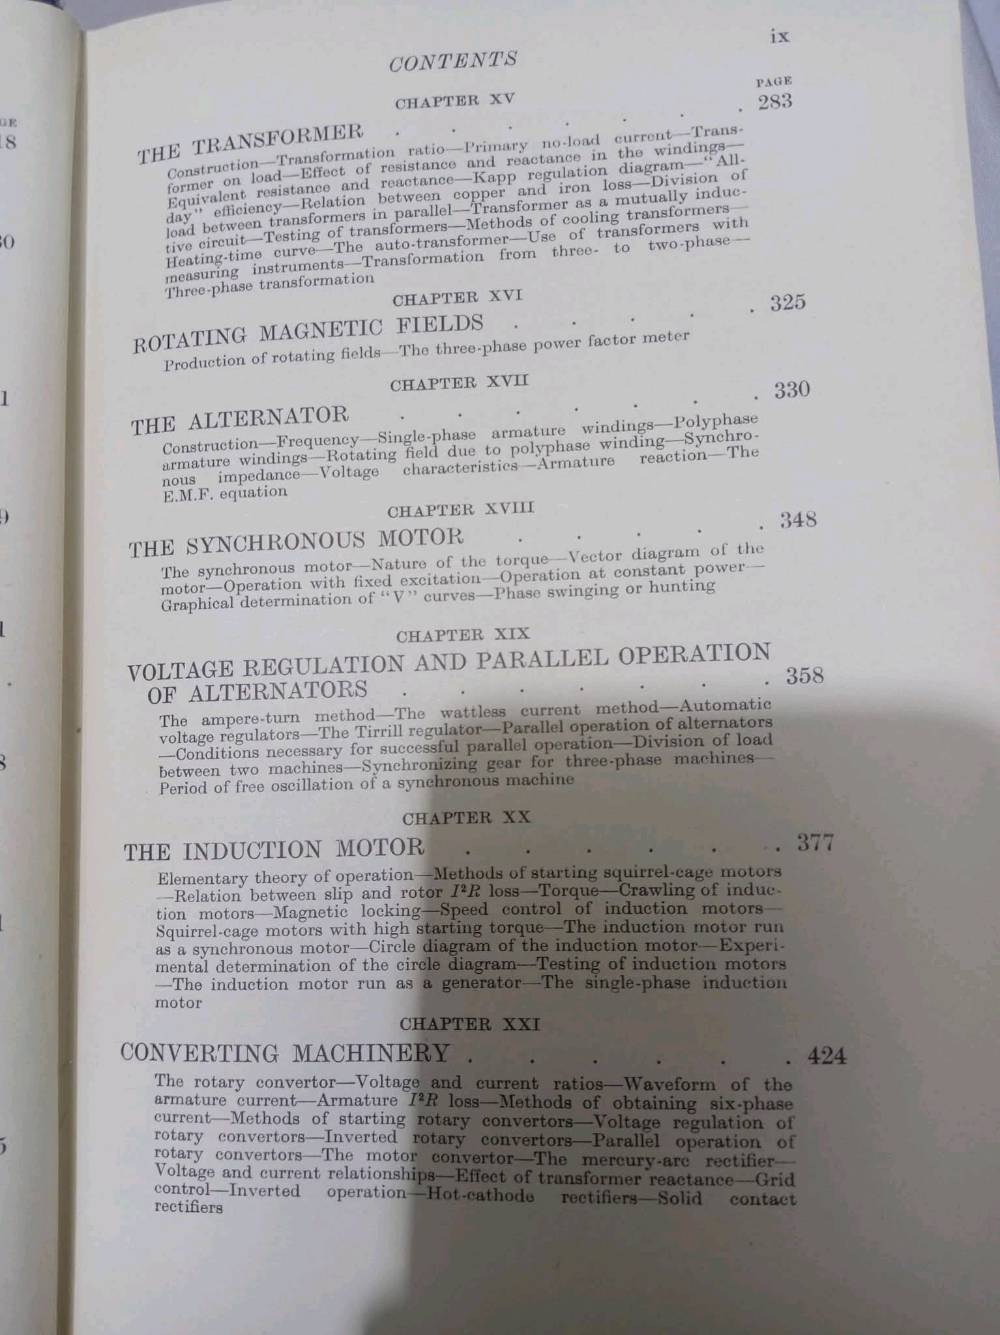 ix
CONTENTS
PAGE
CHAPTER XV
THE TRANSFORMER . . . . . . . 283
Construction—Transformation ratio—Primary no-load current—Trans-
former on load—Effect of resistance and reactance in the windings—
Equivalent resistance and reactance—Kapp regulation diagram—"All-
day" efficiency—Relation between copper and iron loss—Division of
load between transformers in parallel—Transformer as a mutually induc-
tive circuit—Testing of transformers—Methods of cooling transformers—
Heating-time curve—The auto-transformer—Use of transformers with
measuring instruments—Transformation from three- to two-phase—
Three-phase transformation
CHAPTER XVI
ROTATING MAGNETIC FIELDS . . . . . 325
Production of rotating fields—The three-phase power factor meter
CHAPTER XVII
THE ALTERNATOR . . . . . . . 330
Construction—Frequency—Single-phase armature windings—Polyphase
armature windings—Rotating field due to polyphase winding—Synchro-
nous impedance—Voltage characteristics—Armature reaction—The
E.M.F. equation
CHAPTER XVIII
THE SYNCHRONOUS MOTOR . . . . . 348
The synchronous motor—Nature of the torque—Vector diagram of the
motor—Operation with fixed excitation—Operation at constant power—
Graphical determination of "V" curves—Phase swinging or hunting
CHAPTER XIX
VOLTAGE REGULATION AND PARALLEL OPERATION
OF ALTERNATORS . . . . . . . 358
The ampere-turn method—The wattless current method—Automatic
voltage regulators—The Tirrill regulator—Parallel operation of alternators
—Conditions necessary for successful parallel operation—Division of load
between two machines—Synchronizing gear for three-phase machines—
Period of free oscillation of a synchronous machine
CHAPTER XX
THE INDUCTION MOTOR . . . . . . 377
Elementary theory of operation—Methods of starting squirrel-cage motors
—Relation between slip and rotor I²R loss—Torque—Crawling of induc-
tion motors—Magnetic locking—Speed control of induction motors—
Squirrel-cage motors with high starting torque—The induction motor run
as a synchronous motor—Circle diagram of the induction motor—Experi-
mental determination of the circle diagram—Testing of induction motors
—The induction motor run as a generator—The single-phase induction
motor
CHAPTER XXI
CONVERTING MACHINERY . . . . . . 424
The rotary convertor—Voltage and current ratios—Waveform of the
armature current—Armature I²R loss—Methods of obtaining six-phase
current—Methods of starting rotary convertors—Voltage regulation of
rotary convertors—Inverted rotary convertors—Parallel operation of
rotary convertors—The motor convertor—The mercury-arc rectifier—
Voltage and current relationships—Effect of transformer reactance—Grid
control—Inverted operation—Hot-cathode rectifiers—Solid contact
rectifiers